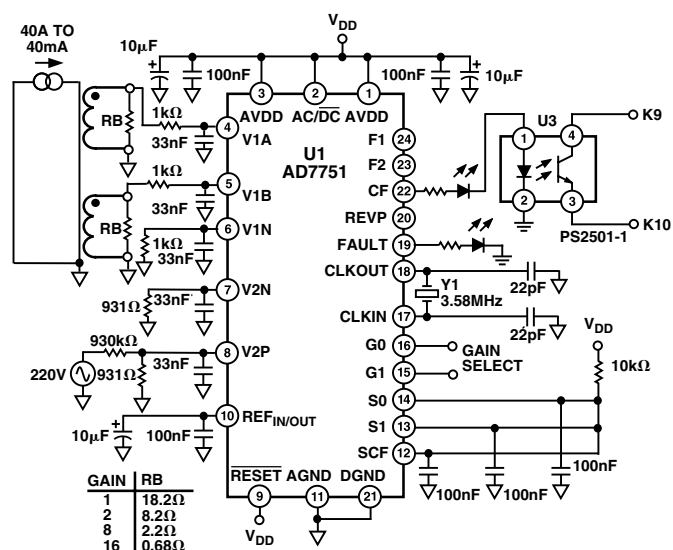 40A TO
40mA
VDD
10μF
+
100nF
100nF
+
10μF
3
2
1
AVDD
AC/DC
AVDD
U1
AD7751
RB
1kΩ
33nF
4
V1A
1kΩ
33nF
5
V1B
RB
1kΩ
33nF
6
V1N
931Ω
33nF
7
V2N
220V
930kΩ
931Ω
33nF
8
V2P
10μF
+
100nF
10
REFIN/OUT
F1
24
F2
23
CF
22
REVP
20
FAULT
19
CLKOUT
18
CLKIN
17
G0
16
G1
15
S0
14
S1
13
SCF
12
U3
1
4
2
3
PS2501-1
K9
K10
Y1
3.58MHz
22pF
22pF
GAIN
SELECT
VDD
10kΩ
100nF
100nF
100nF
RESET
AGND
DGND
9
11
21
VDD
GAIN RB
1 18.2Ω
2 8.2Ω
8 2.2Ω
16 0.68Ω